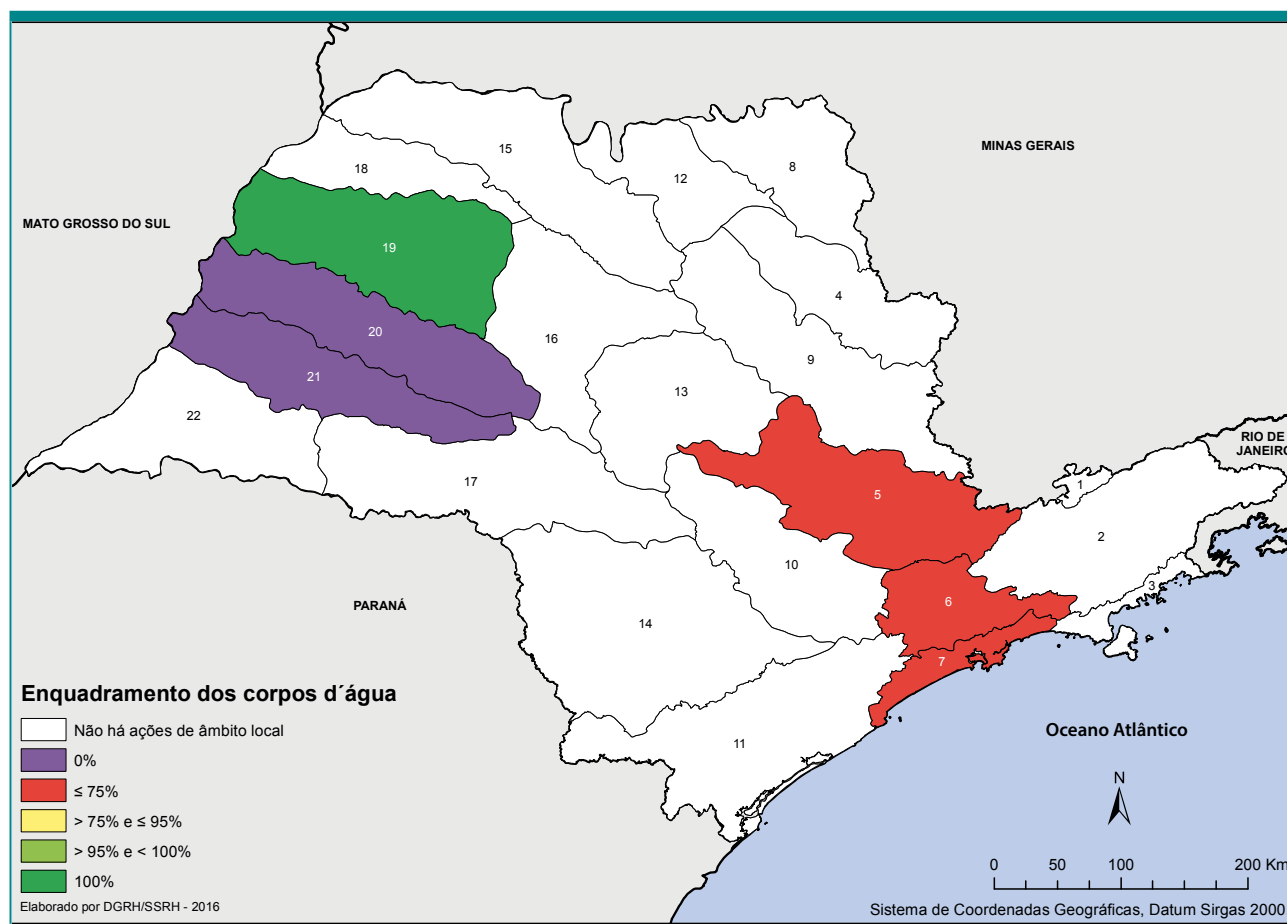 MINAS GERAIS
MATO GROSSO DO SUL
RIO DE
JANEIRO
PARANÁ
15
18
12
8
19
4
20
16
9
21
13
22
17
5
1
2
10
3
6
14
7
11
Oceano Atlântico
N
0 50 100 200 Km
Sistema de Coordenadas Geográficas, Datum Sirgas 2000
Enquadramento dos corpos d´água
Não há ações de âmbito local
0%
≤ 75%
> 75% e ≤ 95%
> 95% e < 100%
100%
Elaborado por DGRH/SSRH - 2016